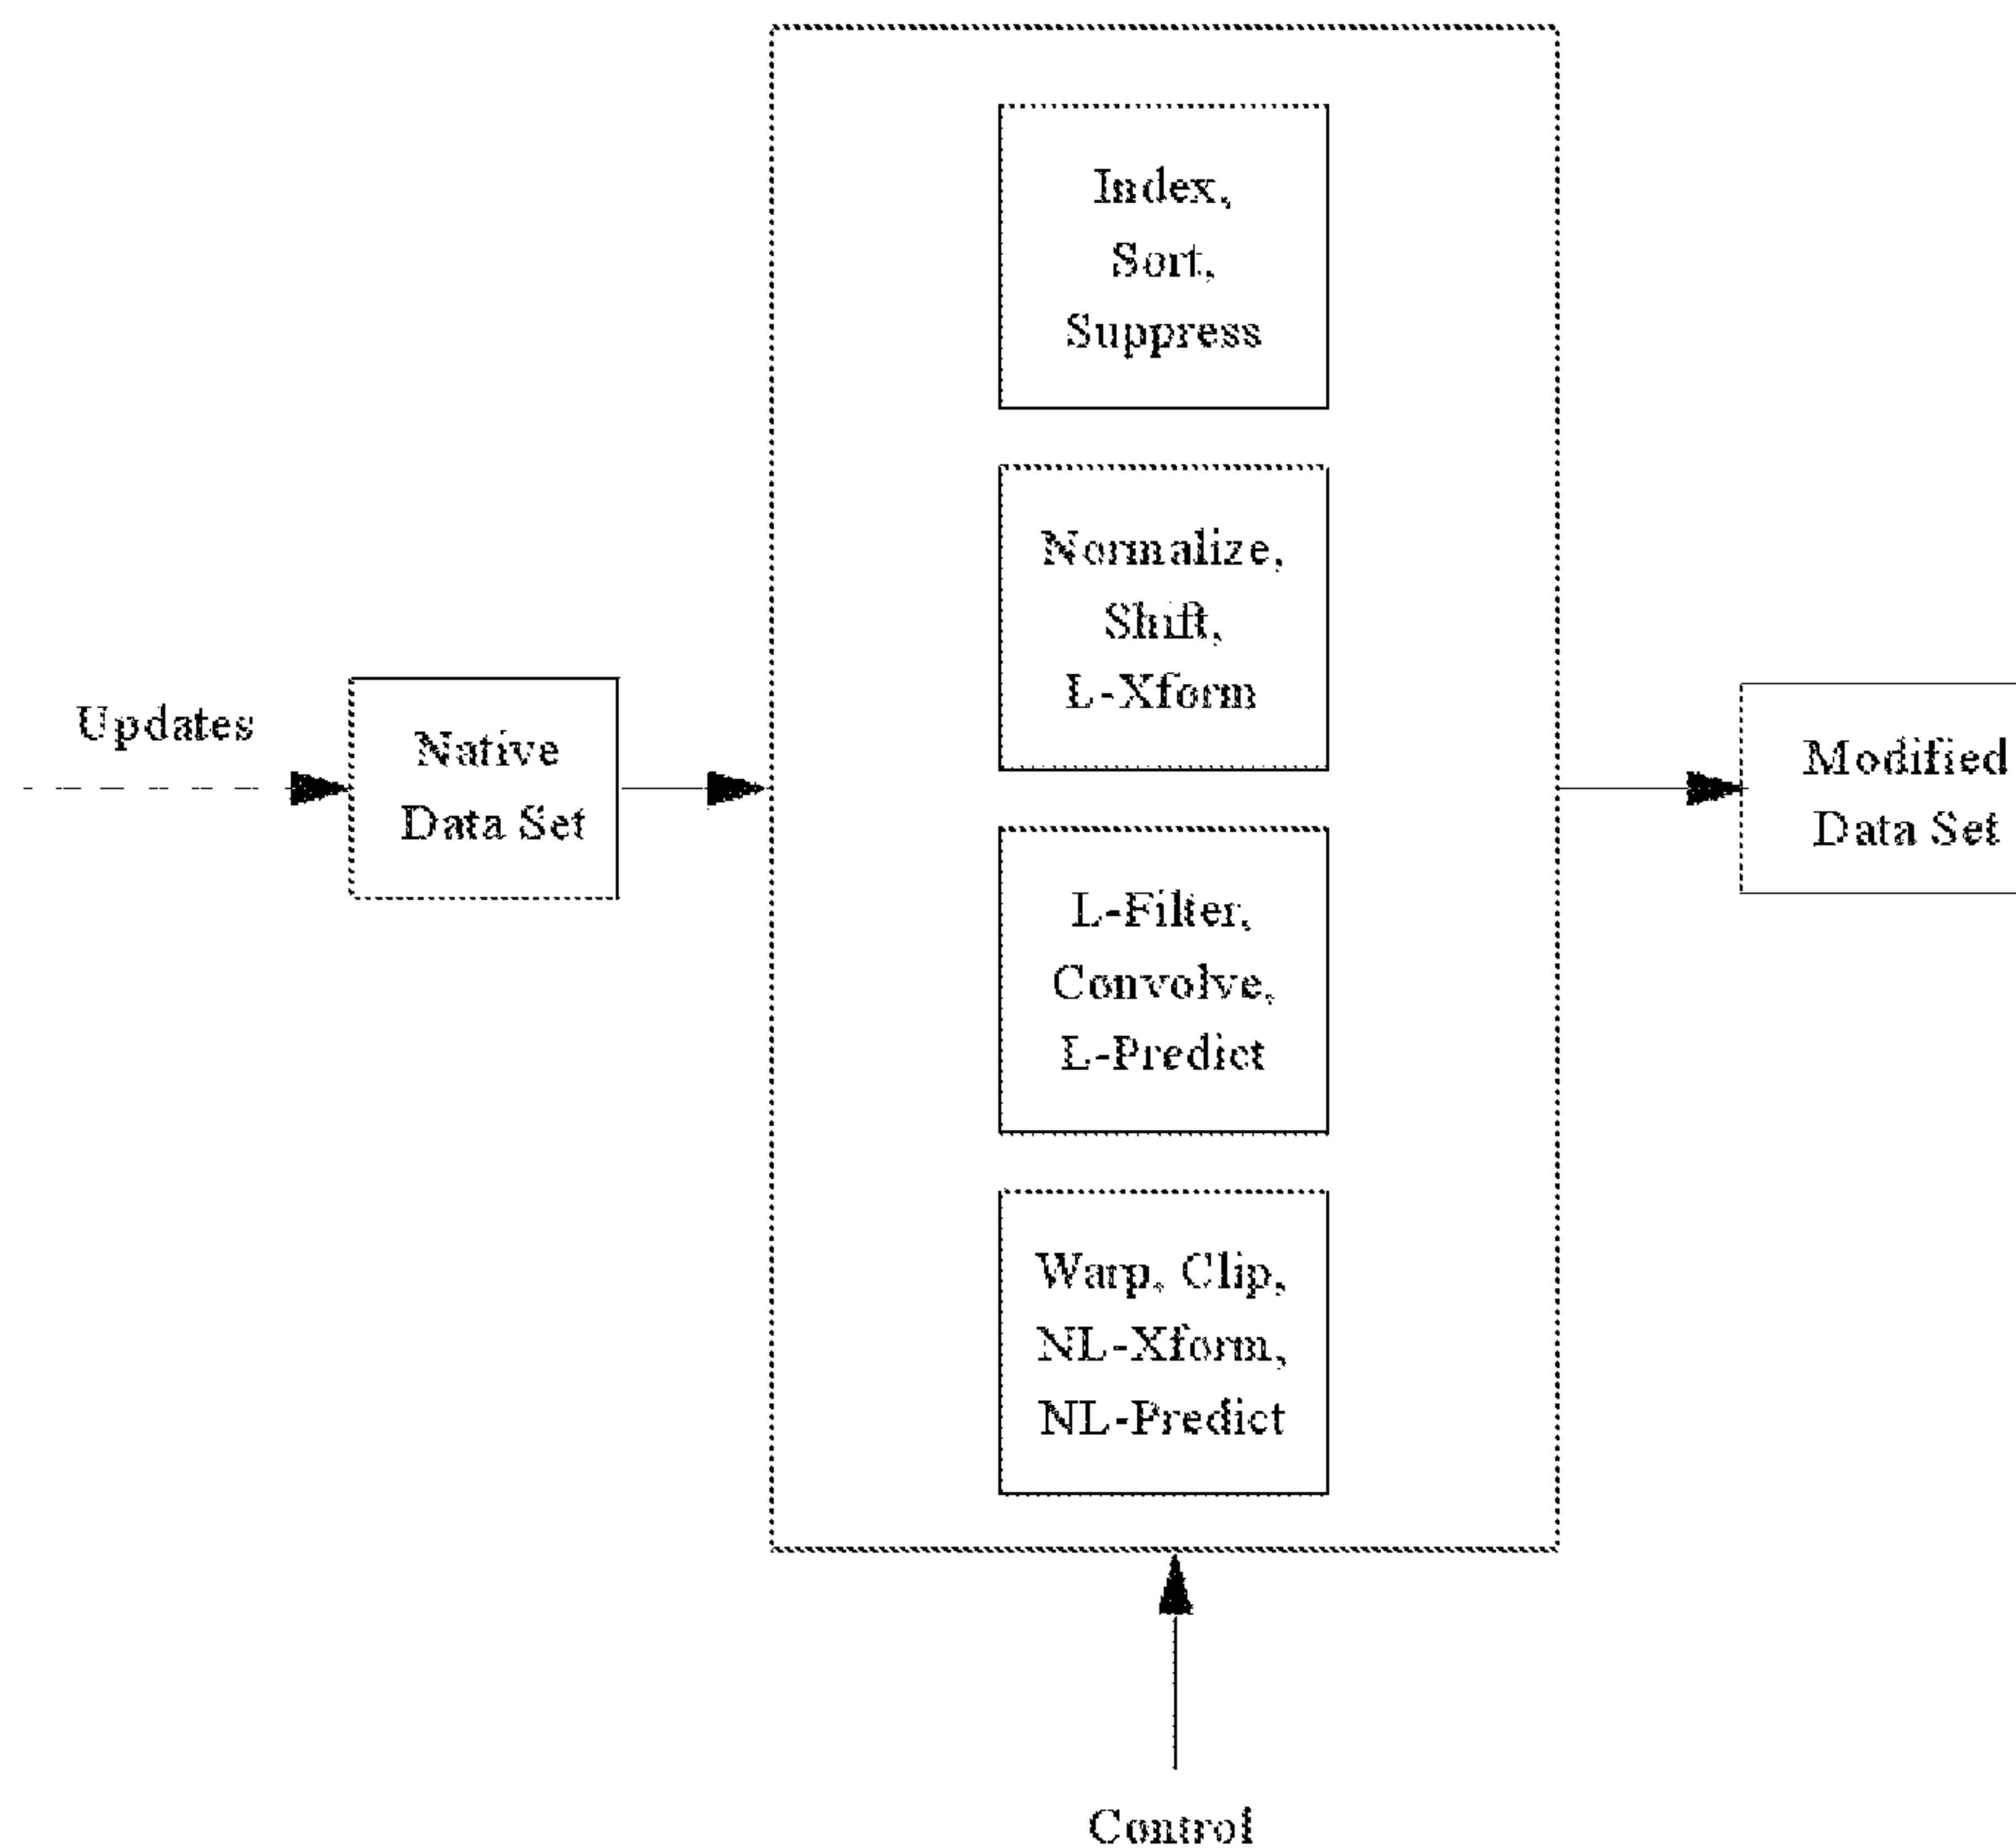 Updates
Native
Data Set
Index,
Sort,
Suppress
Normalize,
Shift,
L-Xform
L-Filter,
Convolve,
L-Predict
Warp, Clip,
NL-Xform,
NL-Predict
Modified
Data Set
Control